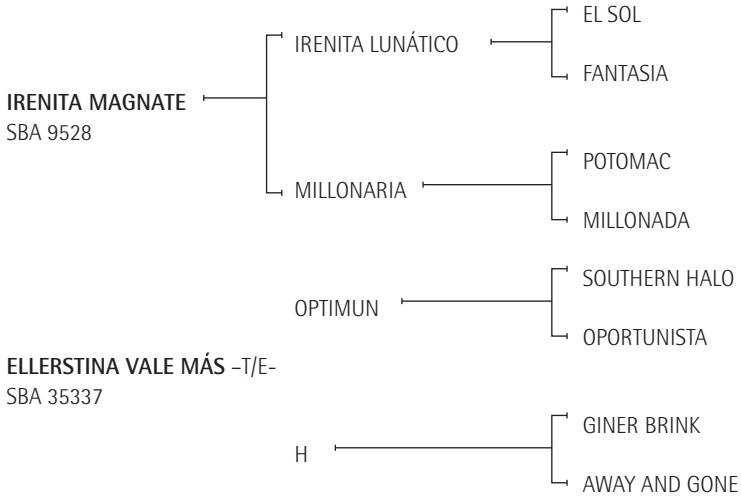 EL SOL
IRENITA LUNÁTICO
FANTASIA
IRENITA MAGNATE
SBA 9528
POTOMAC
MILLONARIA
MILLONADA
SOUTHERN HALO
OPTIMUN
OPORTUNISTA
ELLERSTINA VALE MÁS –T/E-
SBA 35337
GINER BRINK
H
AWAY AND GONE